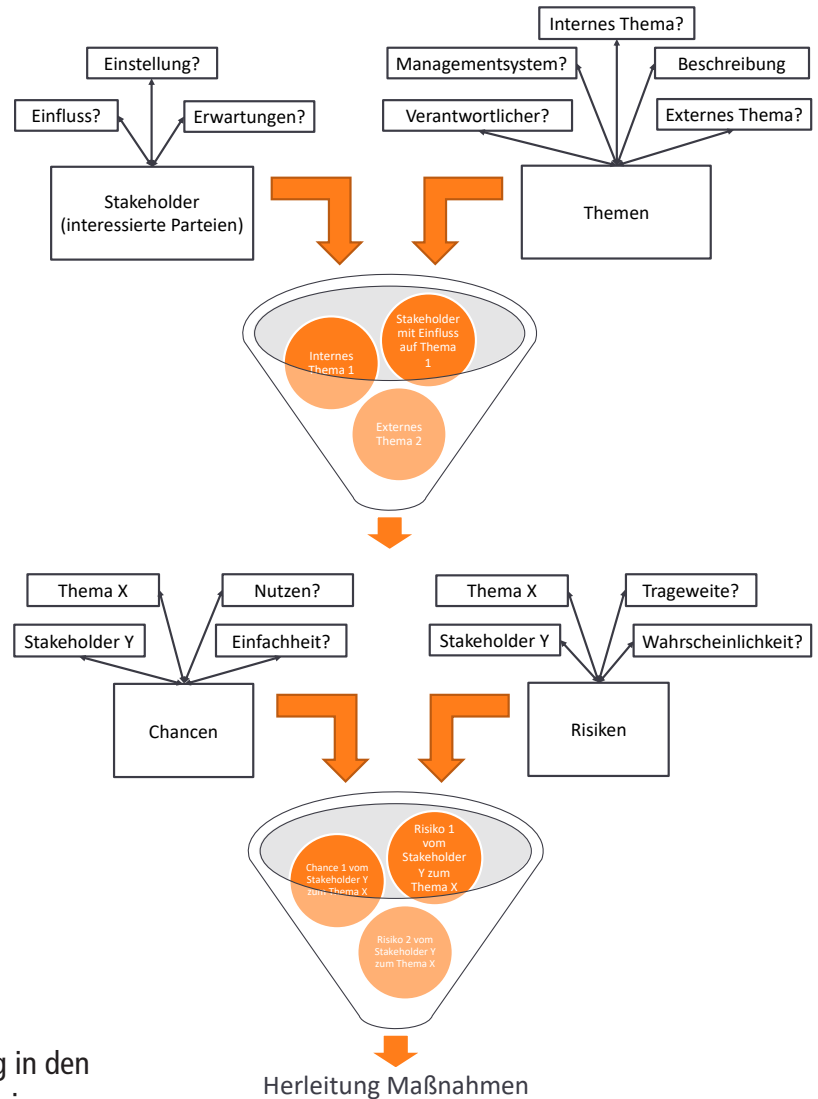 Internes Thema?
Einstellung?
Managementsystem?
Beschreibung
Einfluss?
Erwartungen?
Verantwortlicher?
Externes Thema?
Stakeholder
(interessierte Parteien)
Themen
Internes
Thema 1
Stakeholder
mit Einfluss
auf Thema
1
Externes
Thema 2
Thema X
Nutzen?
Stakeholder Y
Einfachheit?
Chancen
Thema X
Trageweite?
Stakeholder Y
Wahrscheinlichkeit?
Risiken
Chance 1 vom
Stakeholder Y
zum Thema X
Risiko 1
vom
Stakeholder
Y zum
Thema X
Risiko 2 vom
Stakeholder Y
zum Thema X
g in den
Herleitung Maßnahmen